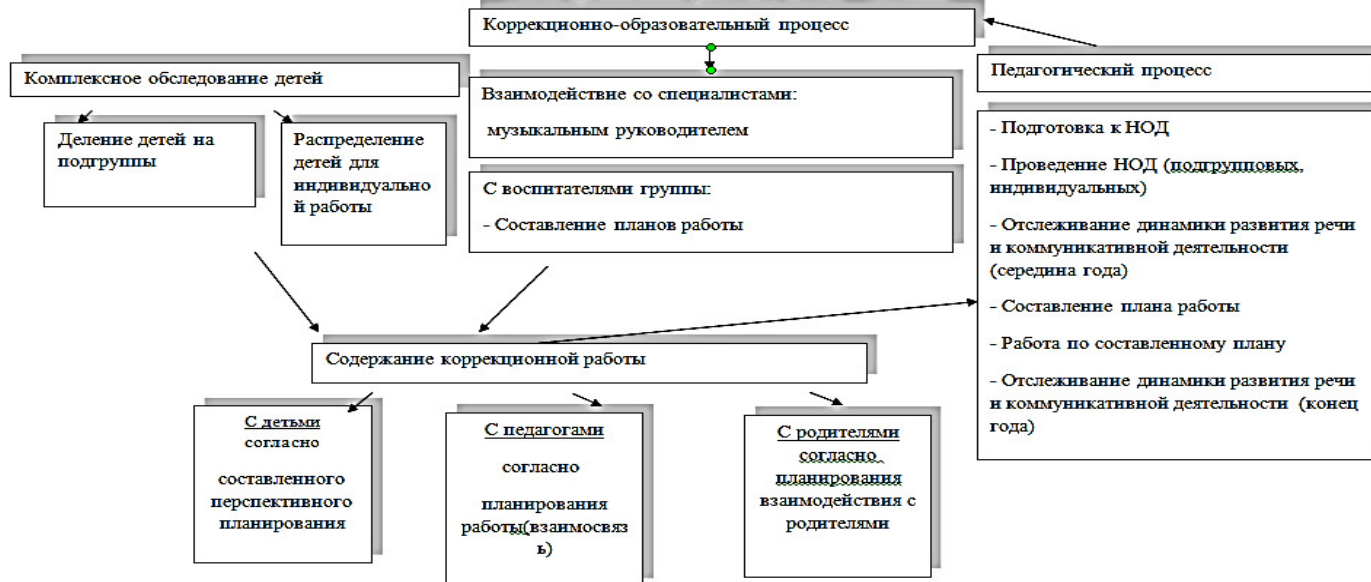 Коррекционно-образовательный процесс
Комплексное обследование детей
Деление детей на
подгруппы
Распределение
детей для
индивидуально
й работы
Взаимодействие со специалистами:
музыкальным руководителем
С воспитателями группы:
- Составление планов работы
Педагогический процесс
- Подготовка к НОД
- Проведение НОД (подгрупповых,
индивидуальных)
- Отслеживание динамики развития речи
и коммуникативной деятельности
(середина года)
- Составление плана работы
- Работа по составленному плану
- Отслеживание динамики развития речи
и коммуникативной деятельности (конец
года)
Содержание коррекционной работы
С детьми
согласно
составленного
перспективного
планирования
С педагогами
согласно
планирования
работы(взаимосвяз
ь)
С родителями
согласно
планирования
взаимодействия с
родителями